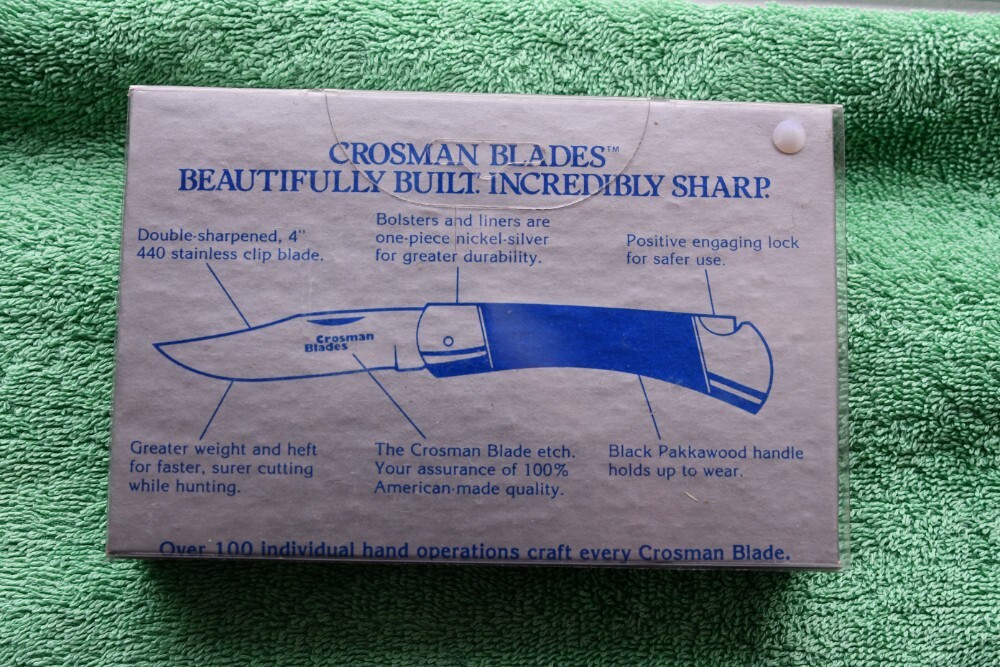 CROSMAN BLADES™
BEAUTIFULLY BUILT. INCREDIBLY SHARP.
Double-sharpened, 4"
440 stainless clip blade.
Bolsters and liners are
one-piece nickel-silver
for greater durability.
Positive engaging lock
for safer use.
Crosman
Blades
Greater weight and heft
for faster, surer cutting
while hunting.
The Crosman Blade etch.
Your assurance of 100%
American-made quality.
Black Pakkawood handle
holds up to wear.
Over 100 individual hand operations craft every Crosman Blade.